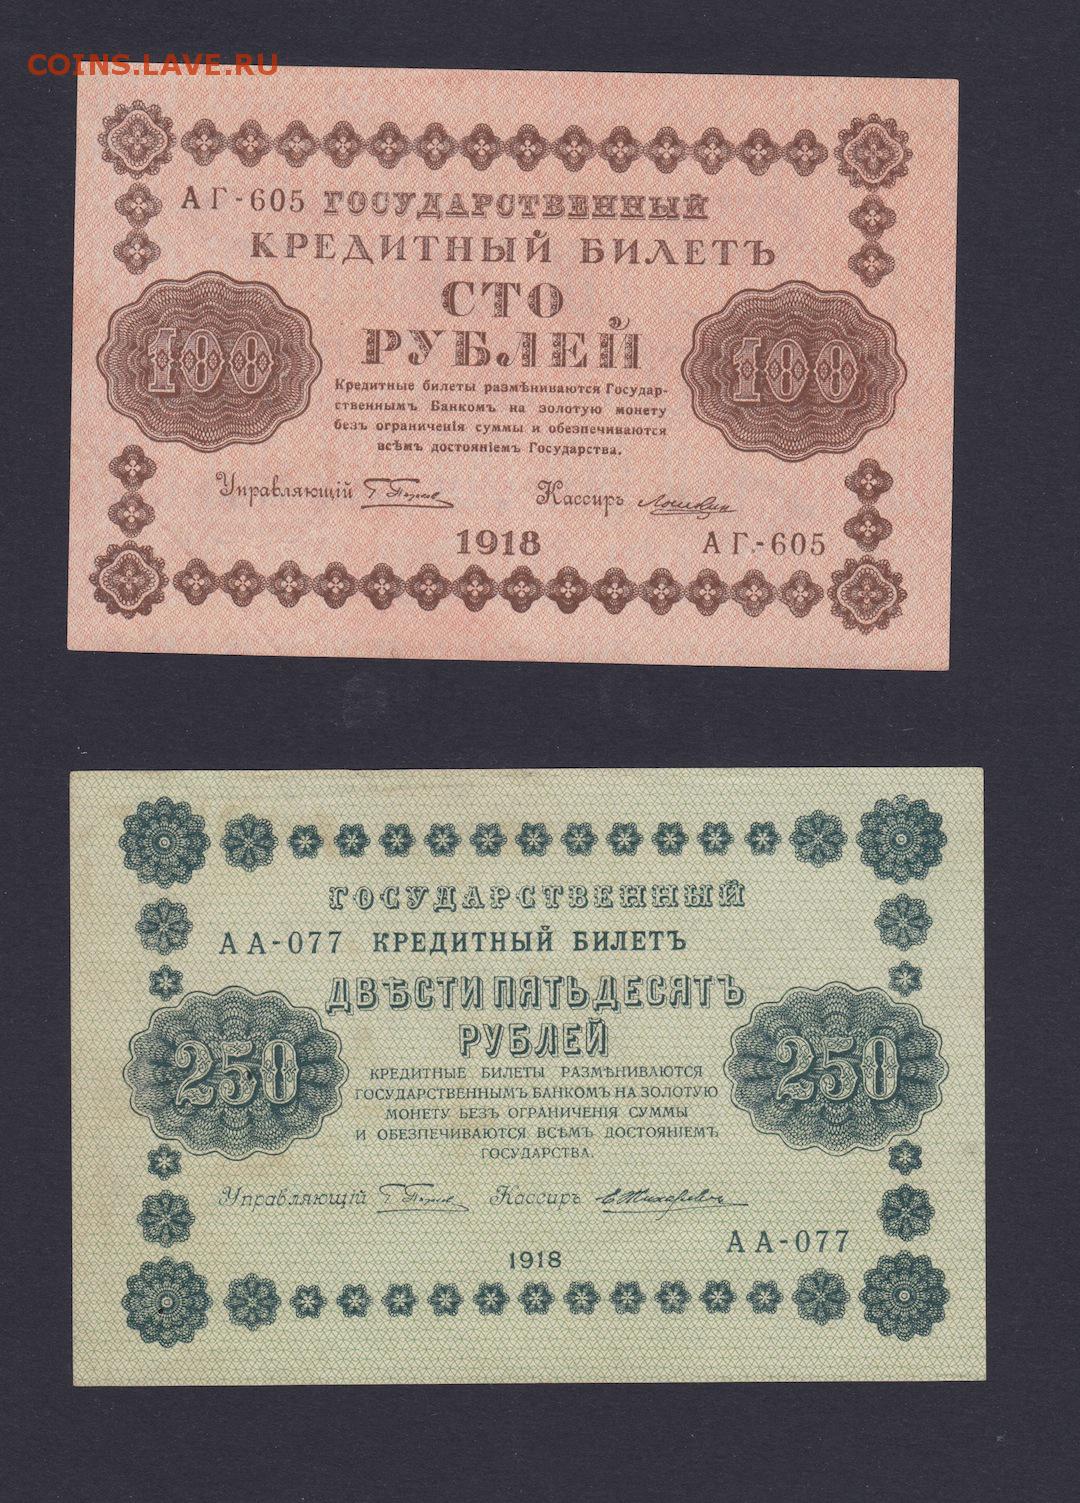 COINS.LAVE.RU
АГ-605 ГОСУДАРСТВЕННЫЙ
КРЕДИТНЫЙ БИЛЕТЪ
СТО
РУБЛЕЙ
100 100
Кредитные билеты размѣниваются Государ-
ственнымъ Банкомъ на золотую монету
безъ ограниченія суммы и обезпечиваются
всѣмъ достояніемъ Государства.
Управляющій Кассиръ
1918 АГ.-605
ГОСУДАРСТВЕННЫЙ
АА-077 КРЕДИТНЫЙ БИЛЕТЪ
ДВѢСТИ ПЯТЬДЕСЯТЪ
РУБЛЕЙ
250 250
КРЕДИТНЫЕ БИЛЕТЫ РАЗМѢНИВАЮТСЯ
ГОСУДАРСТВЕННЫМЪ БАНКОМЪ НА ЗОЛОТУЮ
МОНЕТУ БЕЗЪ ОГРАНИЧЕНІЯ СУММЫ
И ОБЕЗПЕЧИВАЮТСЯ ВСѢМЪ ДОСТОЯНІЕМЪ
ГОСУДАРСТВА.
Управляющій Кассиръ
АА-077
1918